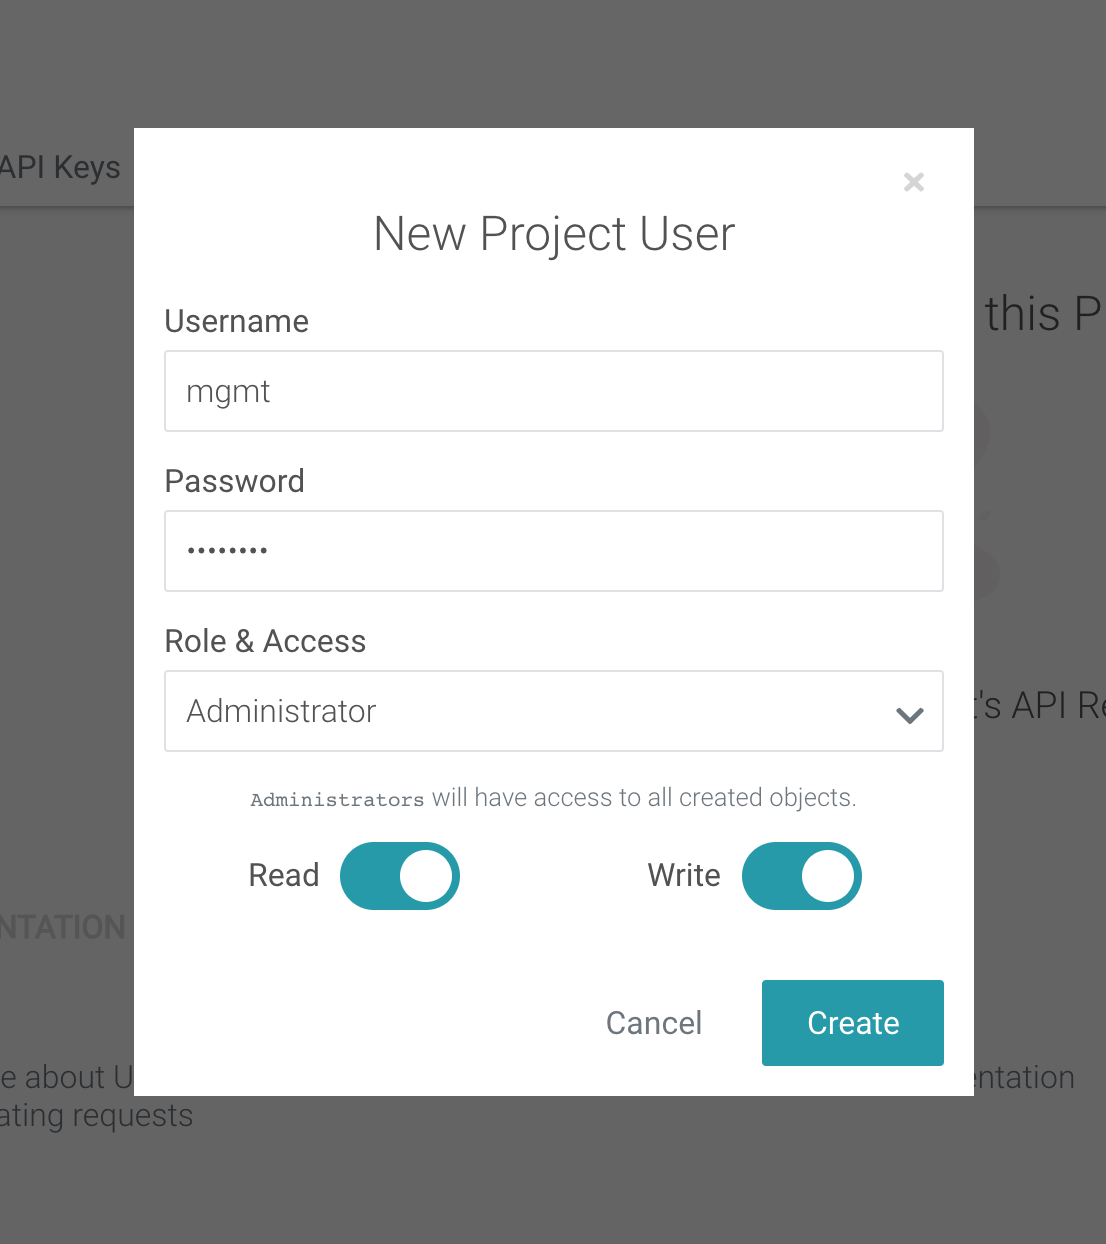 API Keys
New Project User
this P
Username
mgmt
Password
••••••••
Role & Access
Administrator
's API Re
Administrators will have access to all created objects.
Read
Write
NTATION
Cancel
Create
e about U
entation
ating requests